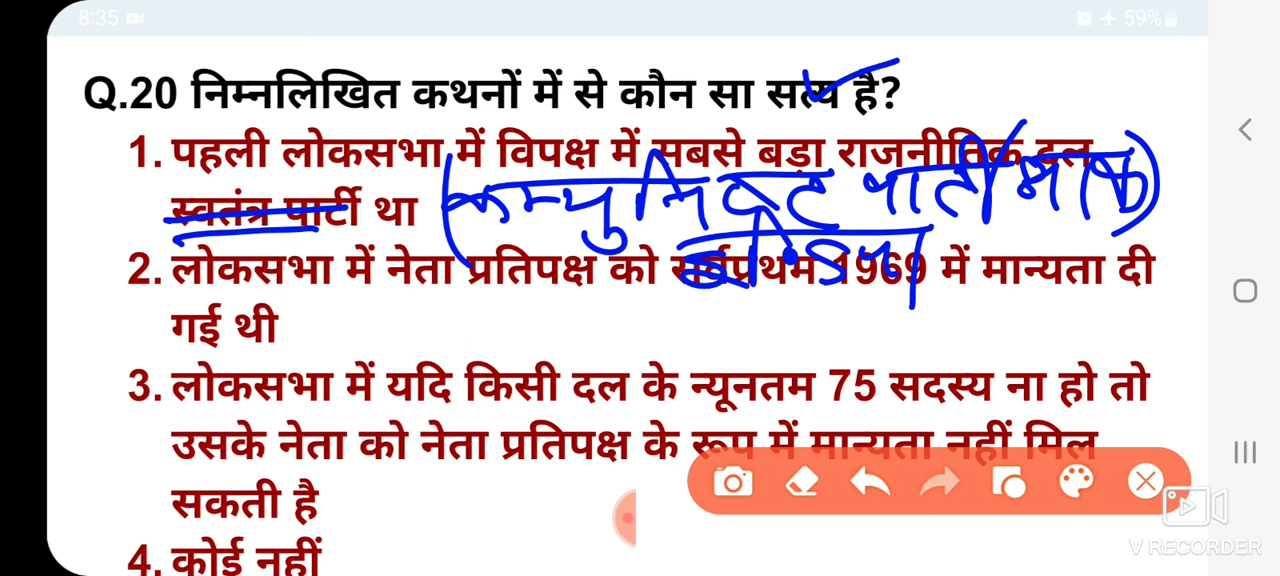 8:35 59%
Q.20 निम्नलिखित कथनों में से कौन सा सत्य है?
1. पहली लोकसभा में विपक्ष में सबसे बड़ा राजनीतिक दल
स्वतंत्र पार्टी था (कम्युनिस्ट पार्टी ऑफ)
इंडिया
2. लोकसभा में नेता प्रतिपक्ष को सर्वप्रथम 1969 में मान्यता दी
गई थी
3. लोकसभा में यदि किसी दल के न्यूनतम 75 सदस्य ना हो तो
उसके नेता को नेता प्रतिपक्ष के रूप में मान्यता नहीं मिल
सकती है
4. कोई नहीं
V RECORDER